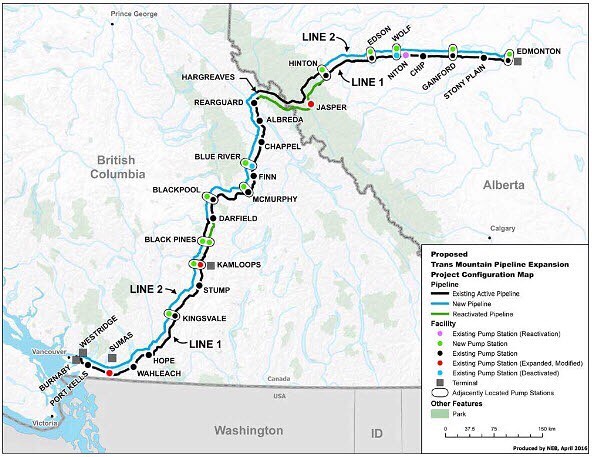 Prince George
EDSON
WOLF
LINE 2
EDMONTON
HINTON
NITON
CHIP
GAINFORD
STONY PLAIN
LINE 1
HARGREAVES
REARGUARD
JASPER
ALBREDA
CHAPPEL
British
Columbia
BLUE RIVER
FINN
Alberta
BLACKPOOL
MCMURPHY
DARFIELD
Calgary
BLACK PINES
KAMLOOPS
LINE 2
STUMP
KINGSVALE
WESTRIDGE
SUMAS
LINE 1
Vancouver
HOPE
BURNABY
WAHLEACH
PORT KELLS
Canada
USA
Victoria
Washington
ID
Proposed
Trans Mountain Pipeline Expansion
Project Configuration Map
Pipeline
Existing Active Pipeline
New Pipeline
Reactivated Pipeline
Facility
Existing Pump Station (Reactivation)
New Pump Station
Existing Pump Station
Existing Pump Station (Expanded, Modified)
Existing Pump Station (Deactivated)
Terminal
Adjacently Located Pump Stations
Other Features
Park
0 37.5 75 150 km
Produced by NEB, April 2016